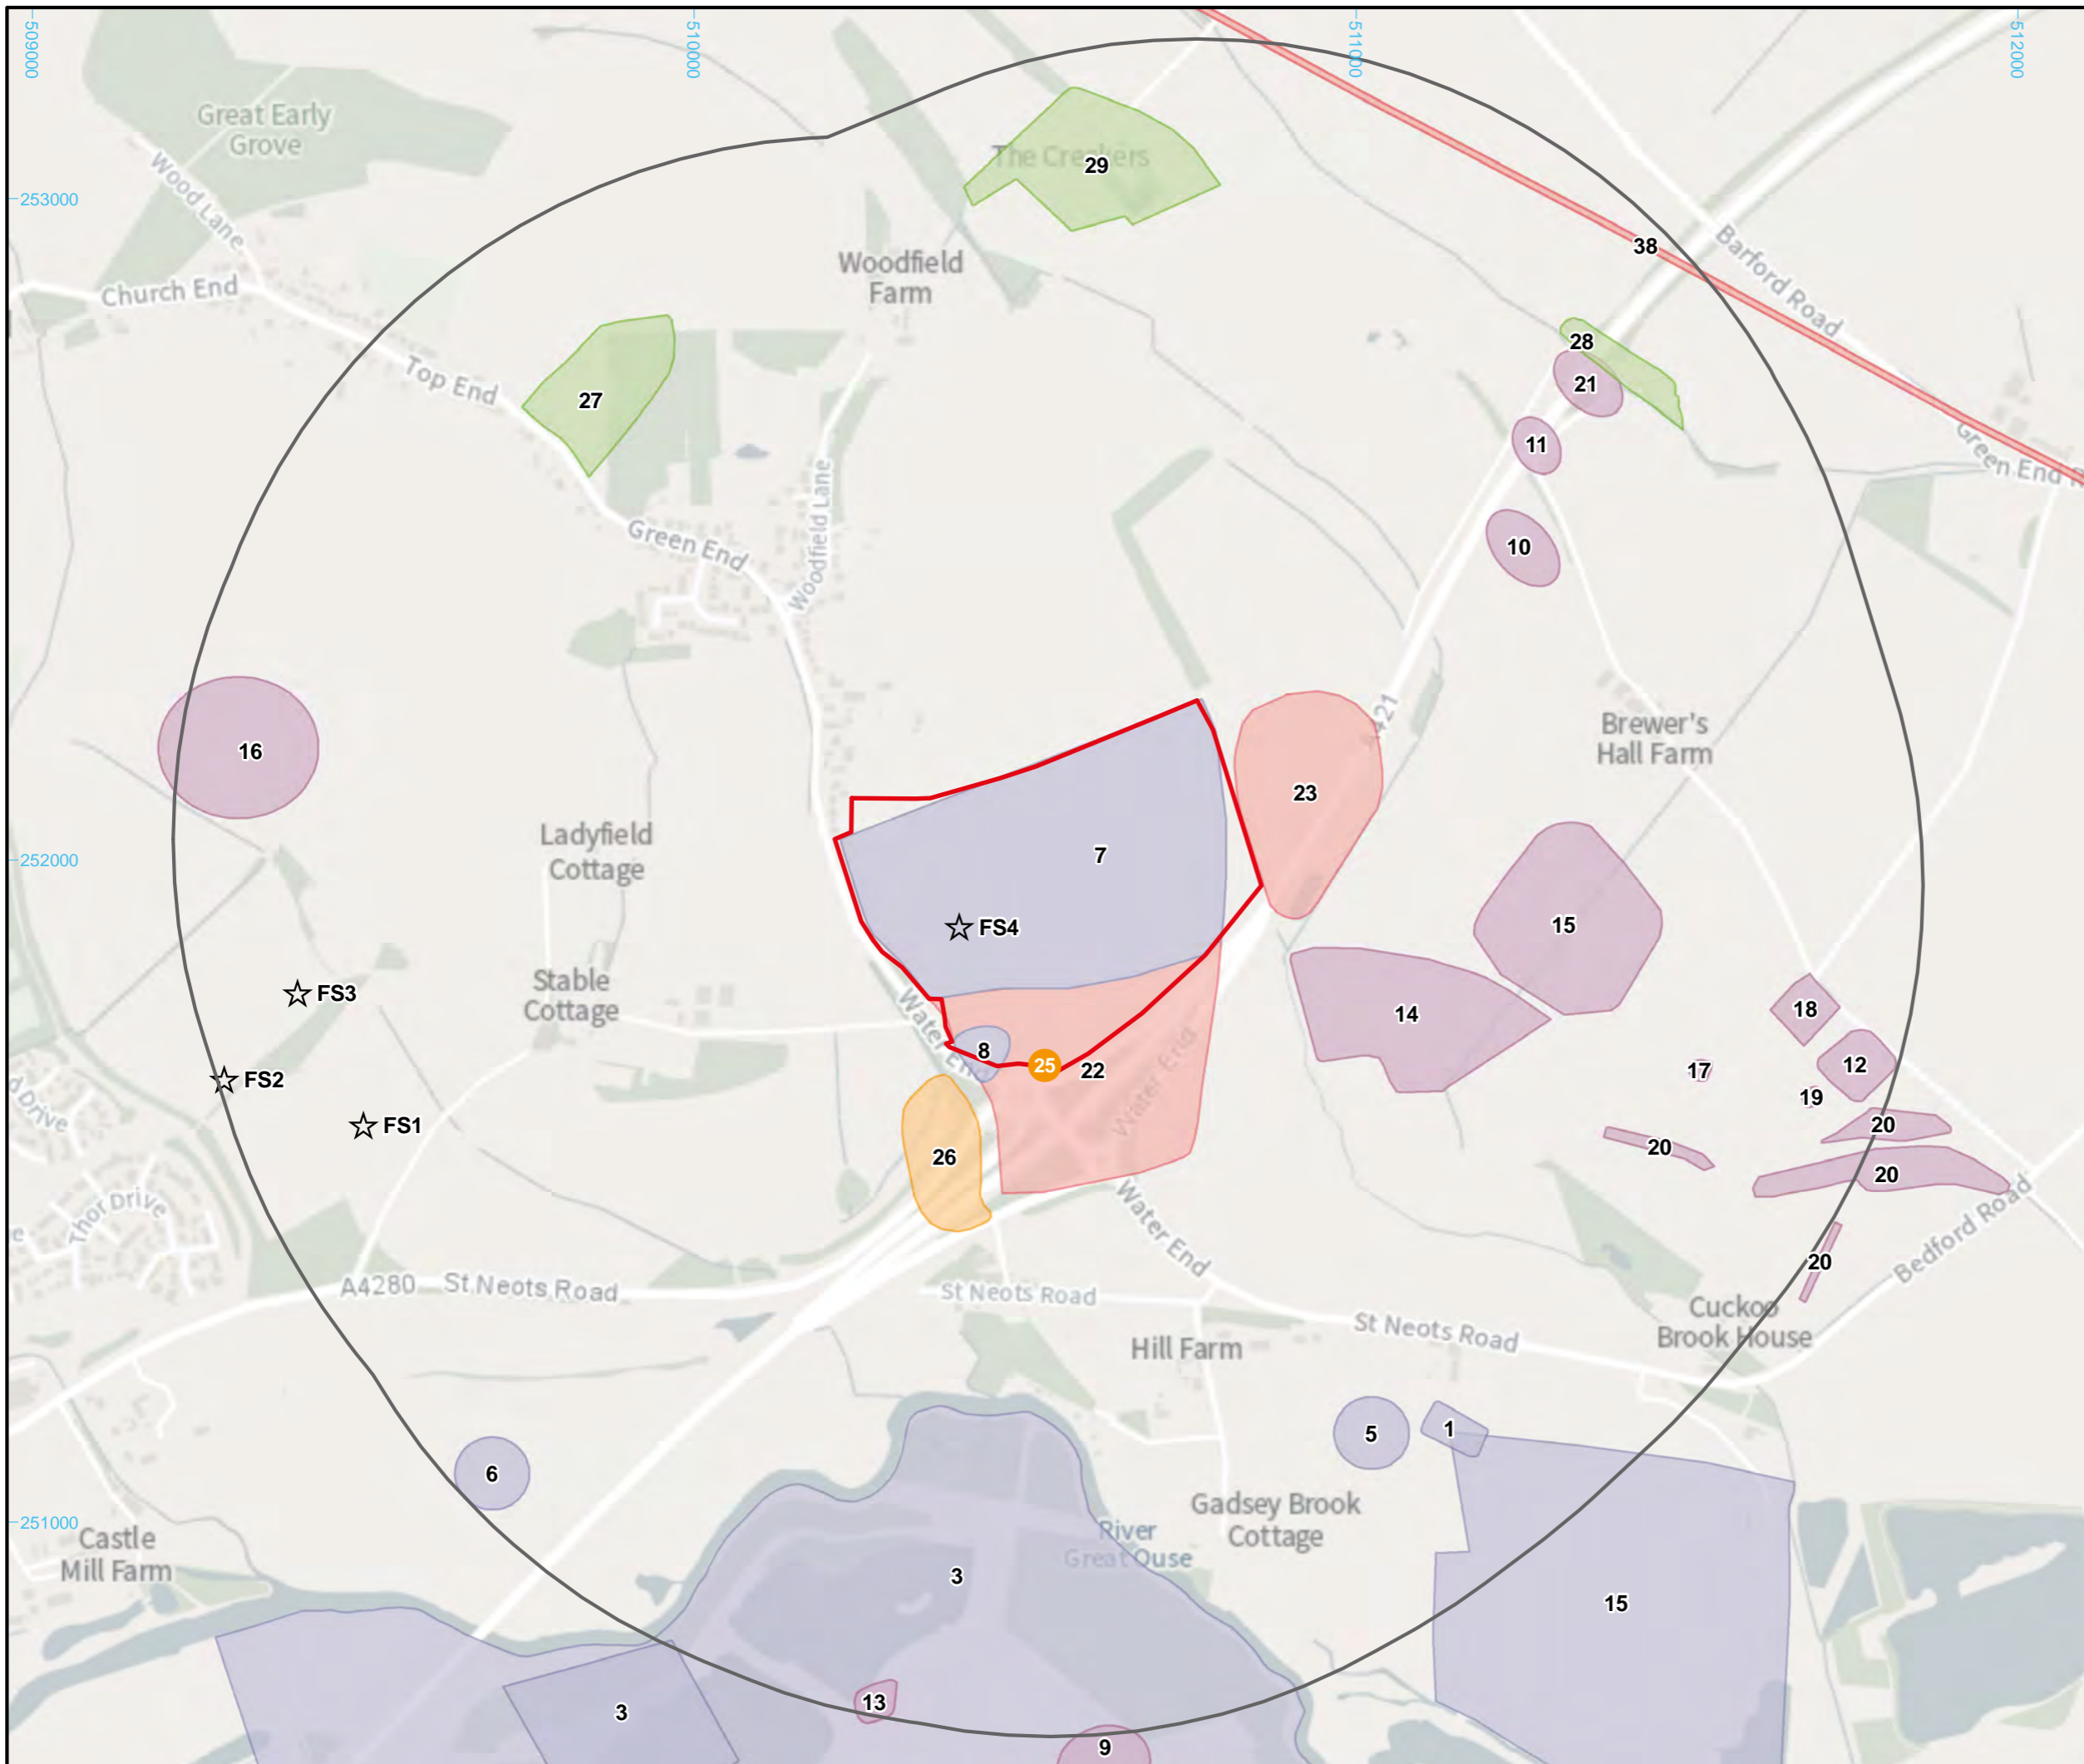 509000
510000
511000
512000
Great Early
Grove
The Creakers
29
Wood Lane
253000
38
Barford Road
Woodfield
Farm
Church End
28
Top End
21
27
11
Green End R
Woodfield Lane
Green End
10
A421
Brewer's
Hall Farm
16
23
Ladyfield
Cottage
252000
7
15
FS4
Stable
Cottage
FS3
18
14
Water End
8
25
22
Water End
17
12
FS2
19
FS1
20
d Drive
20
26
20
Thor Drive
e
Water End
Bedford Road
20
A4280
St Neots Road
St Neots Road
Cuckoo
Brook House
St Neots Road
Hill Farm
5
1
6
Gadsey Brook
Cottage
251000
Castle
Mill Farm
River
Great Ouse
3
15
13
3
9